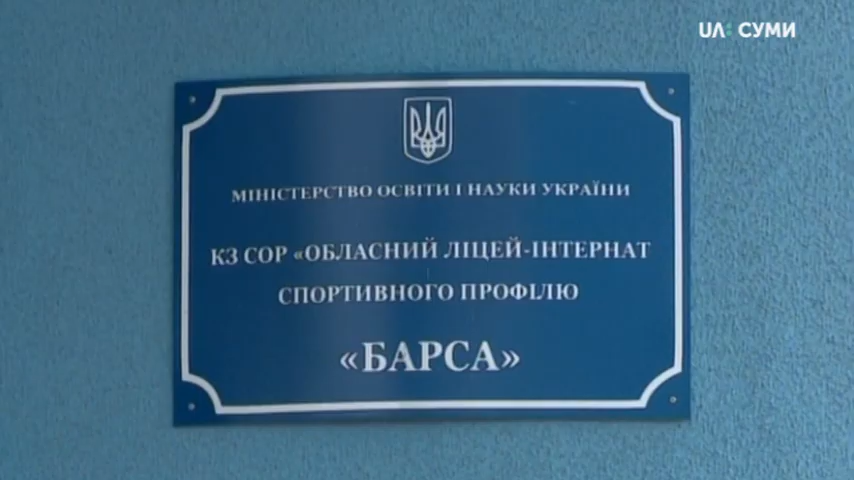 UA: СУМИ
МІНІСТЕРСТВО ОСВІТИ І НАУКИ УКРАЇНИ
КЗ СОР «ОБЛАСНИЙ ЛІЦЕЙ-ІНТЕРНАТ
СПОРТИВНОГО ПРОФІЛЮ
«БАРСА»